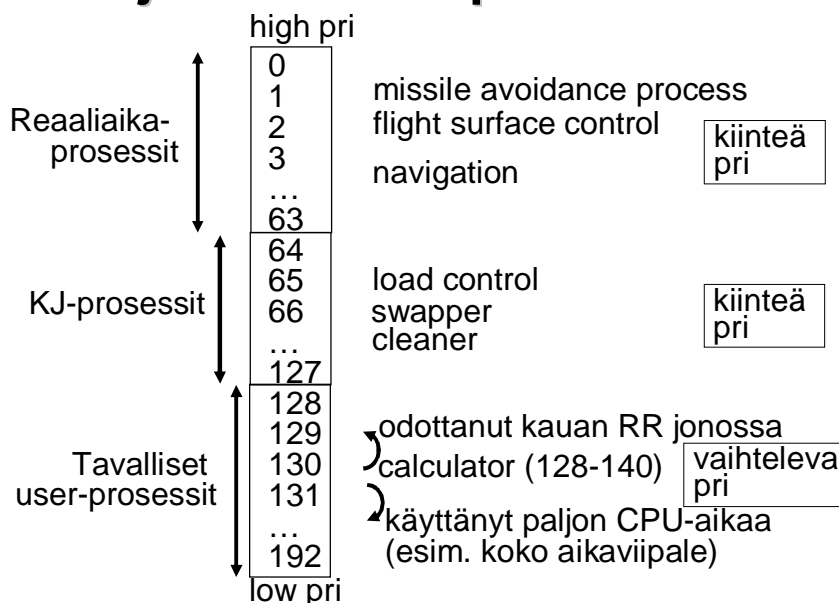 high pri
Reaaliaika-
prosessit
0
1
2
3
...
63
missile avoidance process
flight surface control
navigation
kiinteä
pri
KJ-prosessit
64
65
66
...
127
load control
swapper
cleaner
kiinteä
pri
Tavalliset
user-prosessit
128
129
130
131
...
192
odottanut kauan RR jonossa
calculator (128-140)
vaihteleva
pri
käyttänyt paljon CPU-aikaa
(esim. koko aikaviipale)
low pri